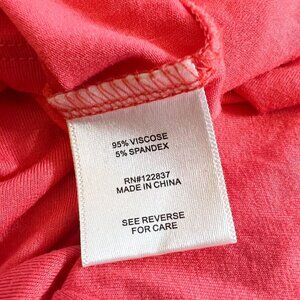 95% VISCOSE
5% SPANDEX
RN#122837
MADE IN CHINA
SEE REVERSE
FOR CARE